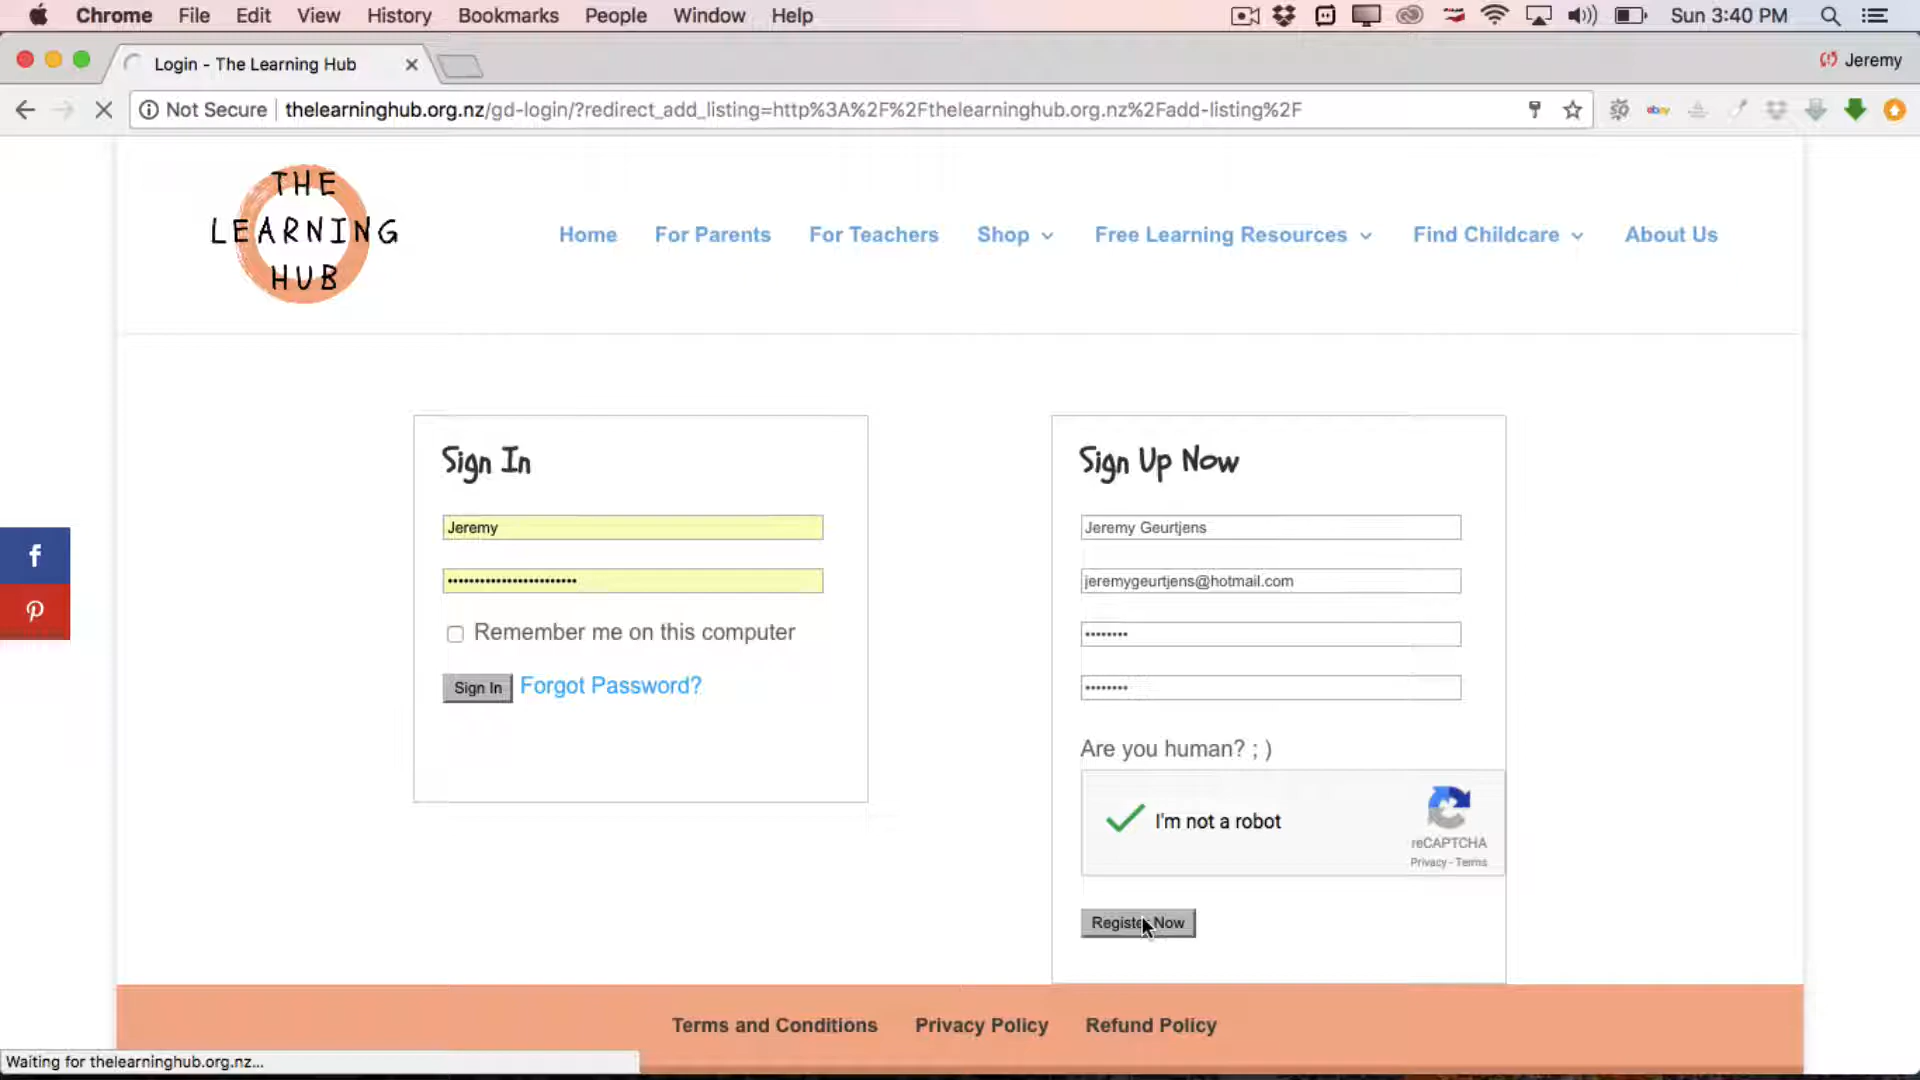 Chrome File Edit View History Bookmarks People Window Help Sun 3:40 PM
Login - The Learning Hub Jeremy
Not Secure thelearninghub.org.nz/gd-login/?redirect_add_listing=http%3A%2F%2Fthelearninghub.org.nz%2Fadd-listing%2F ebay
THE
LEARNING
HUB
Home For Parents For Teachers Shop Free Learning Resources Find Childcare About Us
Sign In
Jeremy
•••••••••••••••••••••••••
Remember me on this computer
Sign In Forgot Password?
Sign Up Now
Jeremy Geurtjens
jeremygeurtjens@hotmail.com
••••••••
••••••••
Are you human? ; )
I'm not a robot
reCAPTCHA
Privacy - Terms
Register Now
Terms and Conditions Privacy Policy Refund Policy
Waiting for thelearninghub.org.nz...